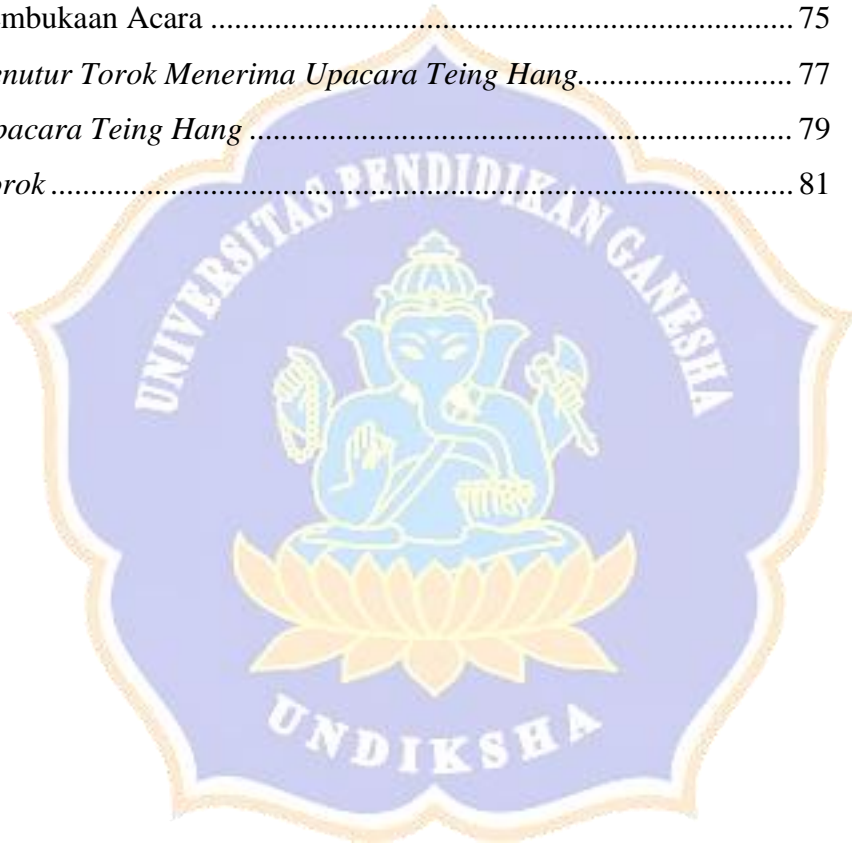 embukaan Acara ........................................................................... 75
enutur Torok Menerima Upacara Teing Hang........................... 77
pacara Teing Hang ...................................................................... 79
orok .............................................................................................. 81
UNIVERSITAS PENDIDIKAN GANESHA
UNDIKSHA